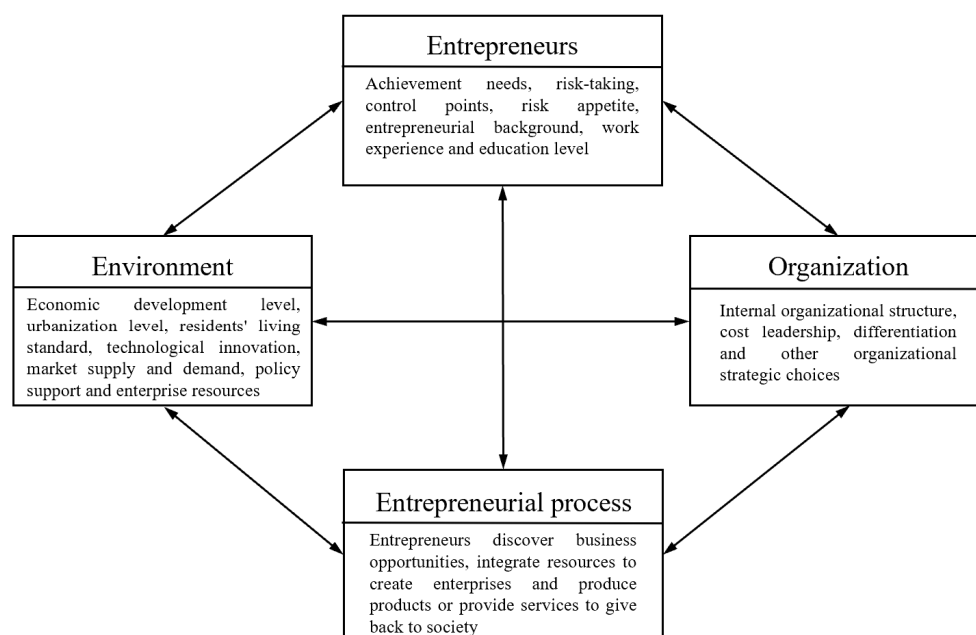 Entrepreneurs
Achievement needs, risk-taking,
control points, risk appetite,
entrepreneurial background, work
experience and education level
Environment
Economic development level,
urbanization level, residents' living
standard, technological innovation,
market supply and demand, policy
support and enterprise resources
Organization
Internal organizational structure,
cost leadership, differentiation
and other organizational
strategic choices
Entrepreneurial process
Entrepreneurs discover business
opportunities, integrate resources to
create enterprises and produce
products or provide services to give
back to society